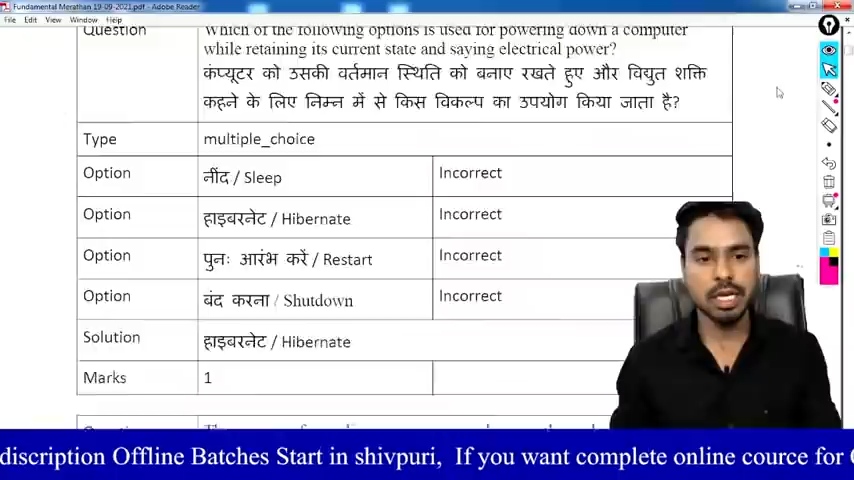 Fundamental Merathan 19-09-2021.pdf - Adobe Reader
File Edit View Window Help
Question Which of the following options is used for powering down a computer
while retaining its current state and saying electrical power?
कंप्यूटर को उसकी वर्तमान स्थिति को बनाए रखते हुए और विद्युत शक्ति
कहने के लिए निम्न में से किस विकल्प का उपयोग किया जाता है?
Type multiple_choice
Option नींद / Sleep Incorrect
Option हाइबरनेट / Hibernate Incorrect
Option पुनः आरंभ करें / Restart Incorrect
Option बंद करना / Shutdown Incorrect
Solution हाइबरनेट / Hibernate
Marks 1
discription Offline Batches Start in shivpuri, If you want complete online cource for